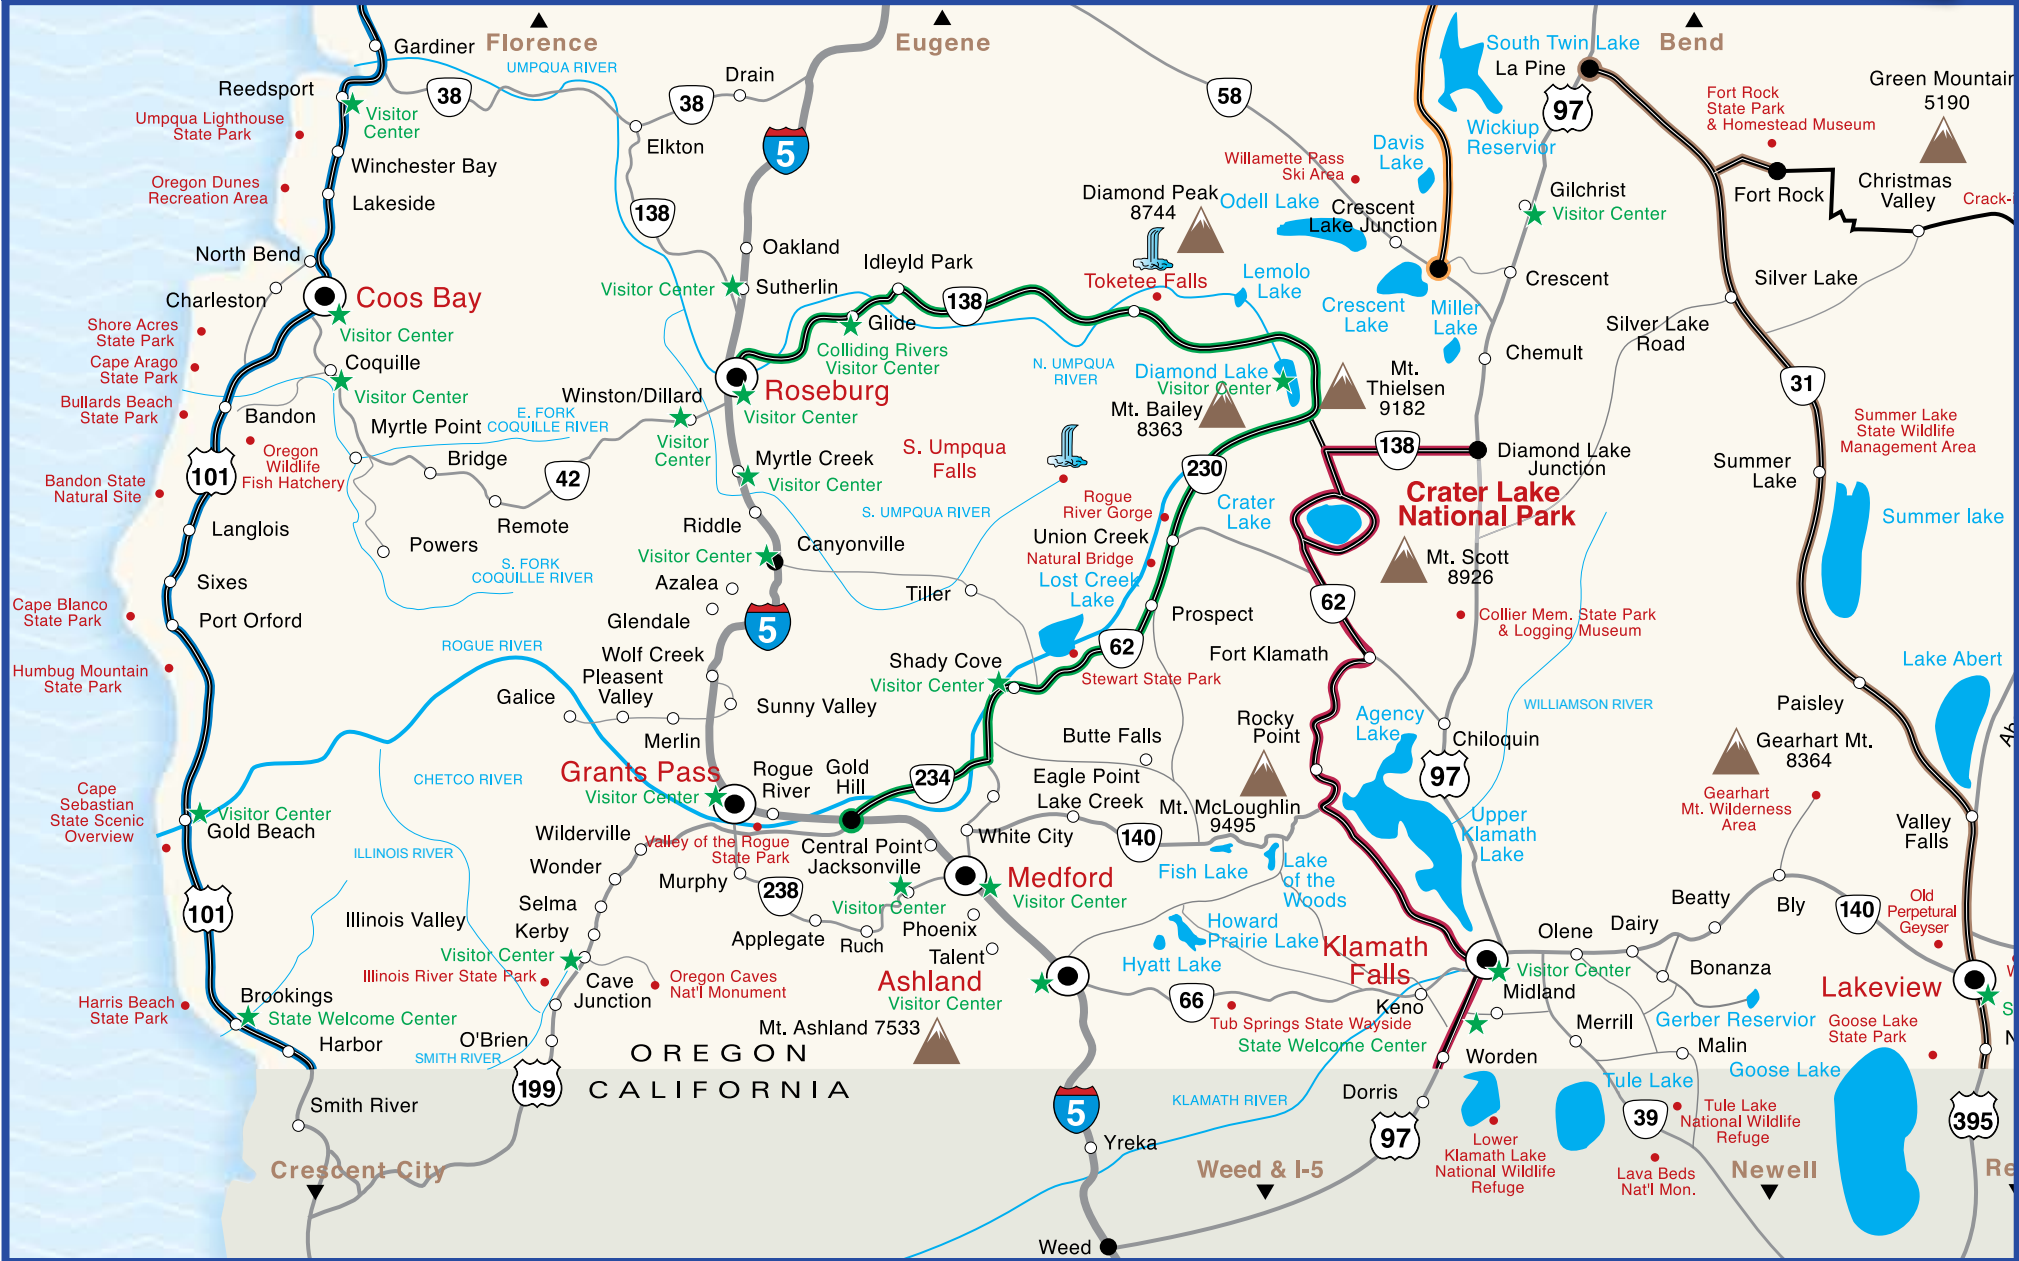 Gardiner
Florence
Eugene
South Twin Lake
Bend
UMPQUA RIVER
Drain
La Pine
Green Mountain
5190
Reedsport
38
38
58
97
Fort Rock
State Park
& Homestead Museum
Visitor
Center
Umpqua Lighthouse
State Park
Elkton
5
Davis
Lake
Wickiup
Reservior
Winchester Bay
Willamette Pass
Ski Area
Oregon Dunes
Recreation Area
Lakeside
138
Diamond Peak
8744
Odell Lake
Crescent
Lake Junction
Gilchrist
Visitor Center
Fort Rock
Christmas
Valley
Crack-
North Bend
Oakland
Idleyld Park
Charleston
Coos Bay
Visitor Center
Visitor Center
Sutherlin
138
Toketee Falls
Lemolo
Lake
Crescent
Lake
Miller
Lake
Crescent
Silver Lake
Shore Acres
State Park
Glide
Colliding Rivers
Visitor Center
Silver Lake
Road
Cape Arago
State Park
Coquille
Visitor Center
N. UMPQUA
RIVER
Diamond Lake
Visitor Center
Mt.
Thielsen
9182
Chemult
31
Bullards Beach
State Park
Bandon
Winston/Dillard
Roseburg
Visitor Center
Mt. Bailey
8363
Myrtle Point
E. FORK
COQUILLE RIVER
Visitor
Center
Summer Lake
State Wildlife
Management Area
Oregon
Wildlife
Fish Hatchery
Bridge
42
Myrtle Creek
Visitor Center
S. Umpqua
Falls
230
138
Diamond Lake
Junction
Summer
Lake
101
Bandon State
Natural Site
Remote
Rogue
River Gorge
Crater
Lake
Crater Lake
National Park
Summer lake
Langlois
Riddle
S. UMPQUA RIVER
Union Creek
Powers
Canyonville
Visitor Center
Natural Bridge
Mt. Scott
8926
S. FORK
COQUILLE RIVER
Sixes
Azalea
Tiller
Lost Creek
Lake
62
Cape Blanco
State Park
Port Orford
Glendale
5
Prospect
Collier Mem. State Park
& Logging Museum
ROGUE RIVER
Wolf Creek
62
Fort Klamath
Lake Abert
Humbug Mountain
State Park
Pleasent
Valley
Shady Cove
Visitor Center
Stewart State Park
Galice
Sunny Valley
WILLIAMSON RIVER
Paisley
Rocky
Point
Agency
Lake
Merlin
Butte Falls
Chiloquin
Gearhart Mt.
8364
Ab
CHETCO RIVER
Grants Pass
Visitor Center
Rogue
River
Gold
Hill
234
Eagle Point
97
Cape
Sebastian
State Scenic
Overview
Visitor Center
Gold Beach
Lake Creek
Mt. McLoughlin
9495
Gearhart
Mt. Wilderness
Area
Wilderville
Valley of the Rogue
State Park
Central Point
White City
140
Upper
Klamath
Lake
Valley
Falls
ILLINOIS RIVER
Wonder
Jacksonville
Visitor Center
Fish Lake
Lake
of the
Woods
Murphy
238
Medford
Visitor Center
101
Illinois Valley
Selma
Kerby
Beatty
Bly
140
Old
Perpetural
Geyser
Applegate
Ruch
Phoenix
Howard
Prairie Lake
Klamath
Falls
Olene
Dairy
Visitor Center
Talent
Hyatt Lake
Illinois River State Park
Cave
Junction
Oregon Caves
Nat'l Monument
Ashland
Visitor Center
Visitor Center
Bonanza
Lakeview
W
Brookings
State Welcome Center
66
Keno
Midland
Harris Beach
State Park
Tub Springs State Wayside
State Welcome Center
Merrill
Gerber Reservior
Goose Lake
State Park
S
N
Mt. Ashland 7533
Harbor
O'Brien
SMITH RIVER
OREGON
Worden
Malin
Goose Lake
CALIFORNIA
199
Tule Lake
Smith River
5
KLAMATH RIVER
Dorris
97
39
Tule Lake
National Wildlife
Refuge
395
Yreka
Lower
Klamath Lake
National Wildlife
Refuge
Crescent City
Weed & I-5
Lava Beds
Nat'l Mon.
Newell
Re
Weed